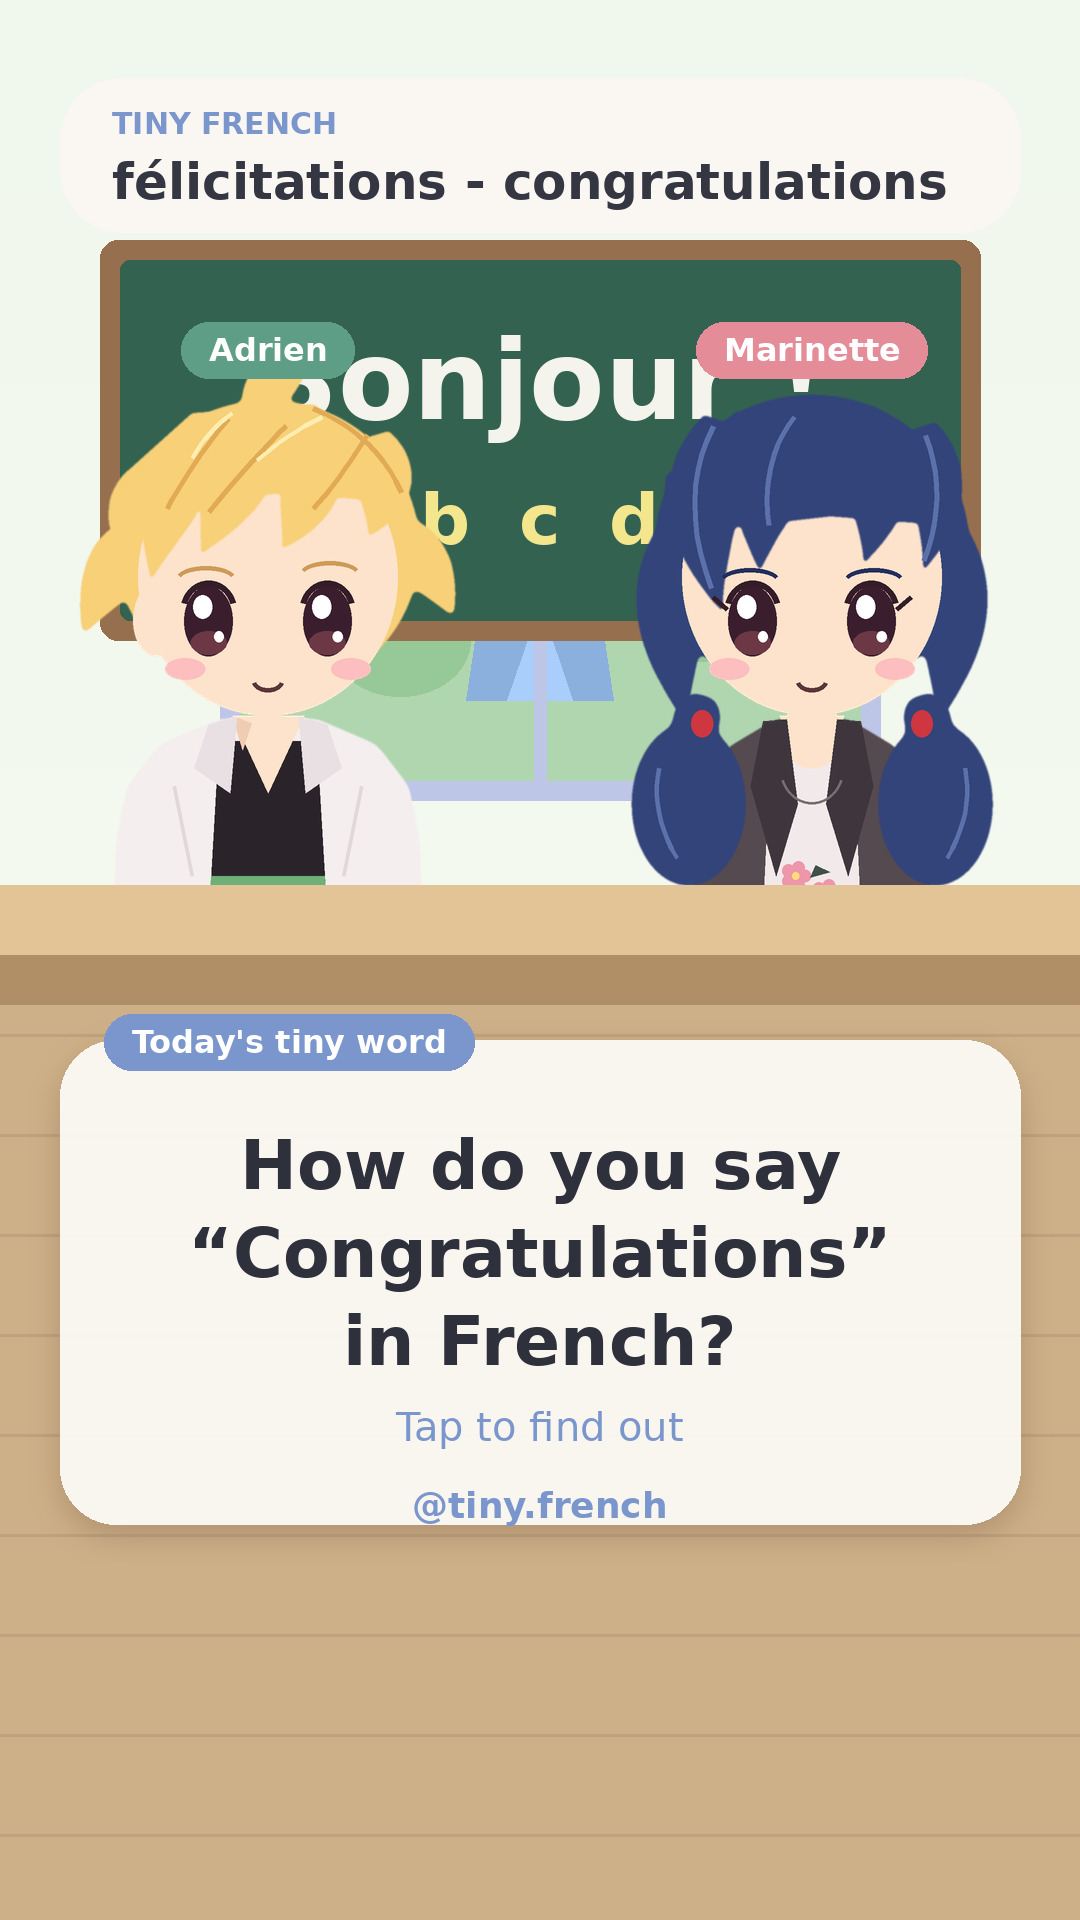 TINY FRENCH
félicitations - congratulations
Adrien
Marinette
onjour
b c d
Today's tiny word
How do you say
“Congratulations”
in French?
Tap to find out
@tiny.french